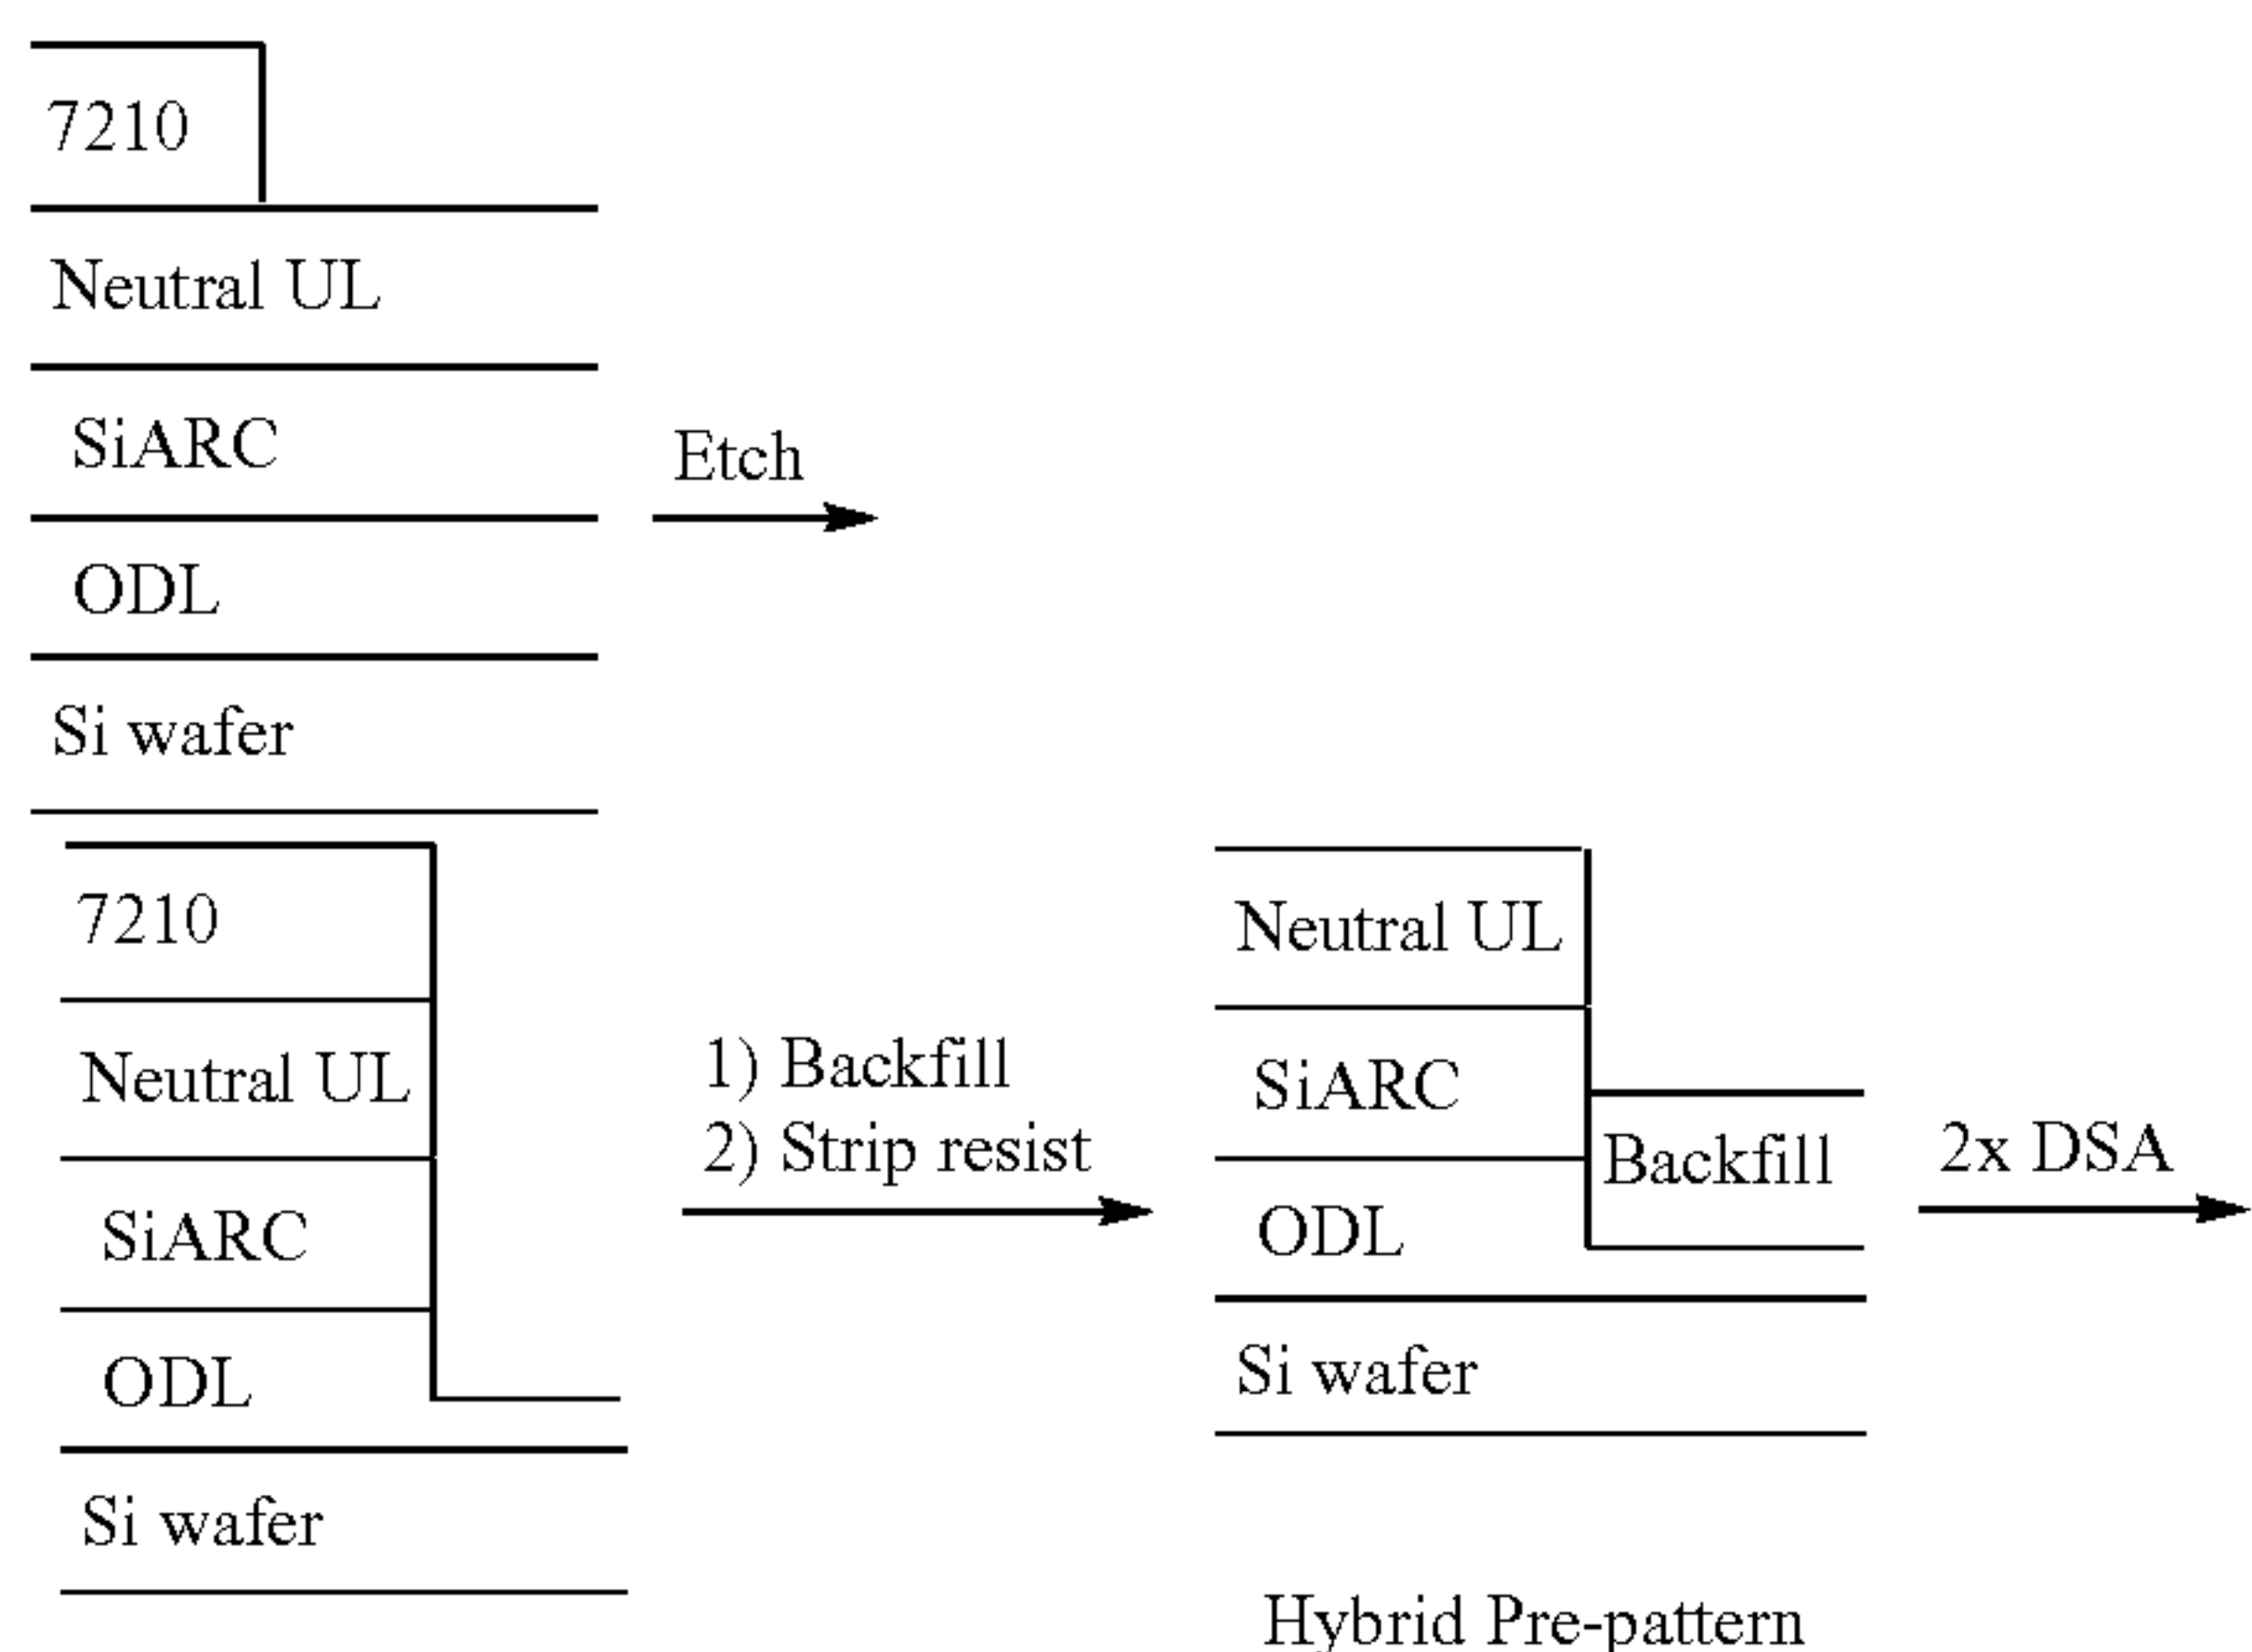 7210
Neutral UL
SiARC
Etch
ODL
Si wafer
7210
Neutral UL
SiARC
ODL
Si wafer
1) Backfill
2) Strip resist
Neutral UL
SiARC
Backfill
ODL
Si wafer
2x DSA
Hybrid Pre-pattern